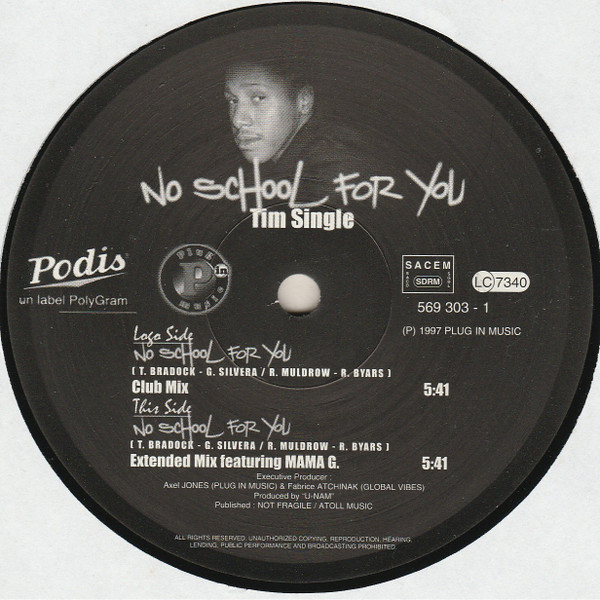 NO SCHOOL FOR YOU
Tim Single
Podis
un label PolyGram
PLUG in MUSIC
P
SACEM
SDRM
LC 7340
569 303 - 1
(P) 1997 PLUG IN MUSIC
Logo Side
NO SCHOOL FOR YOU
( T. BRADOCK - G. SILVERA / R. MULDROW - R. BYARS )
Club Mix 5:41
This Side
NO SCHOOL FOR YOU
( T. BRADOCK - G. SILVERA / R. MULDROW - R. BYARS )
Extended Mix featuring MAMA G. 5:41
Executive Producer :
Axel JONES (PLUG IN MUSIC) & Fabrice ATCHINAK (GLOBAL VIBES)
Produced by "U-NAM"
Published : NOT FRAGILE / ATOLL MUSIC
ALL RIGHTS RESERVED. UNAUTHORIZED COPYING, REPRODUCTION, HEARING,
LENDING, PUBLIC PERFORMANCE AND BROADCASTING PROHIBITED